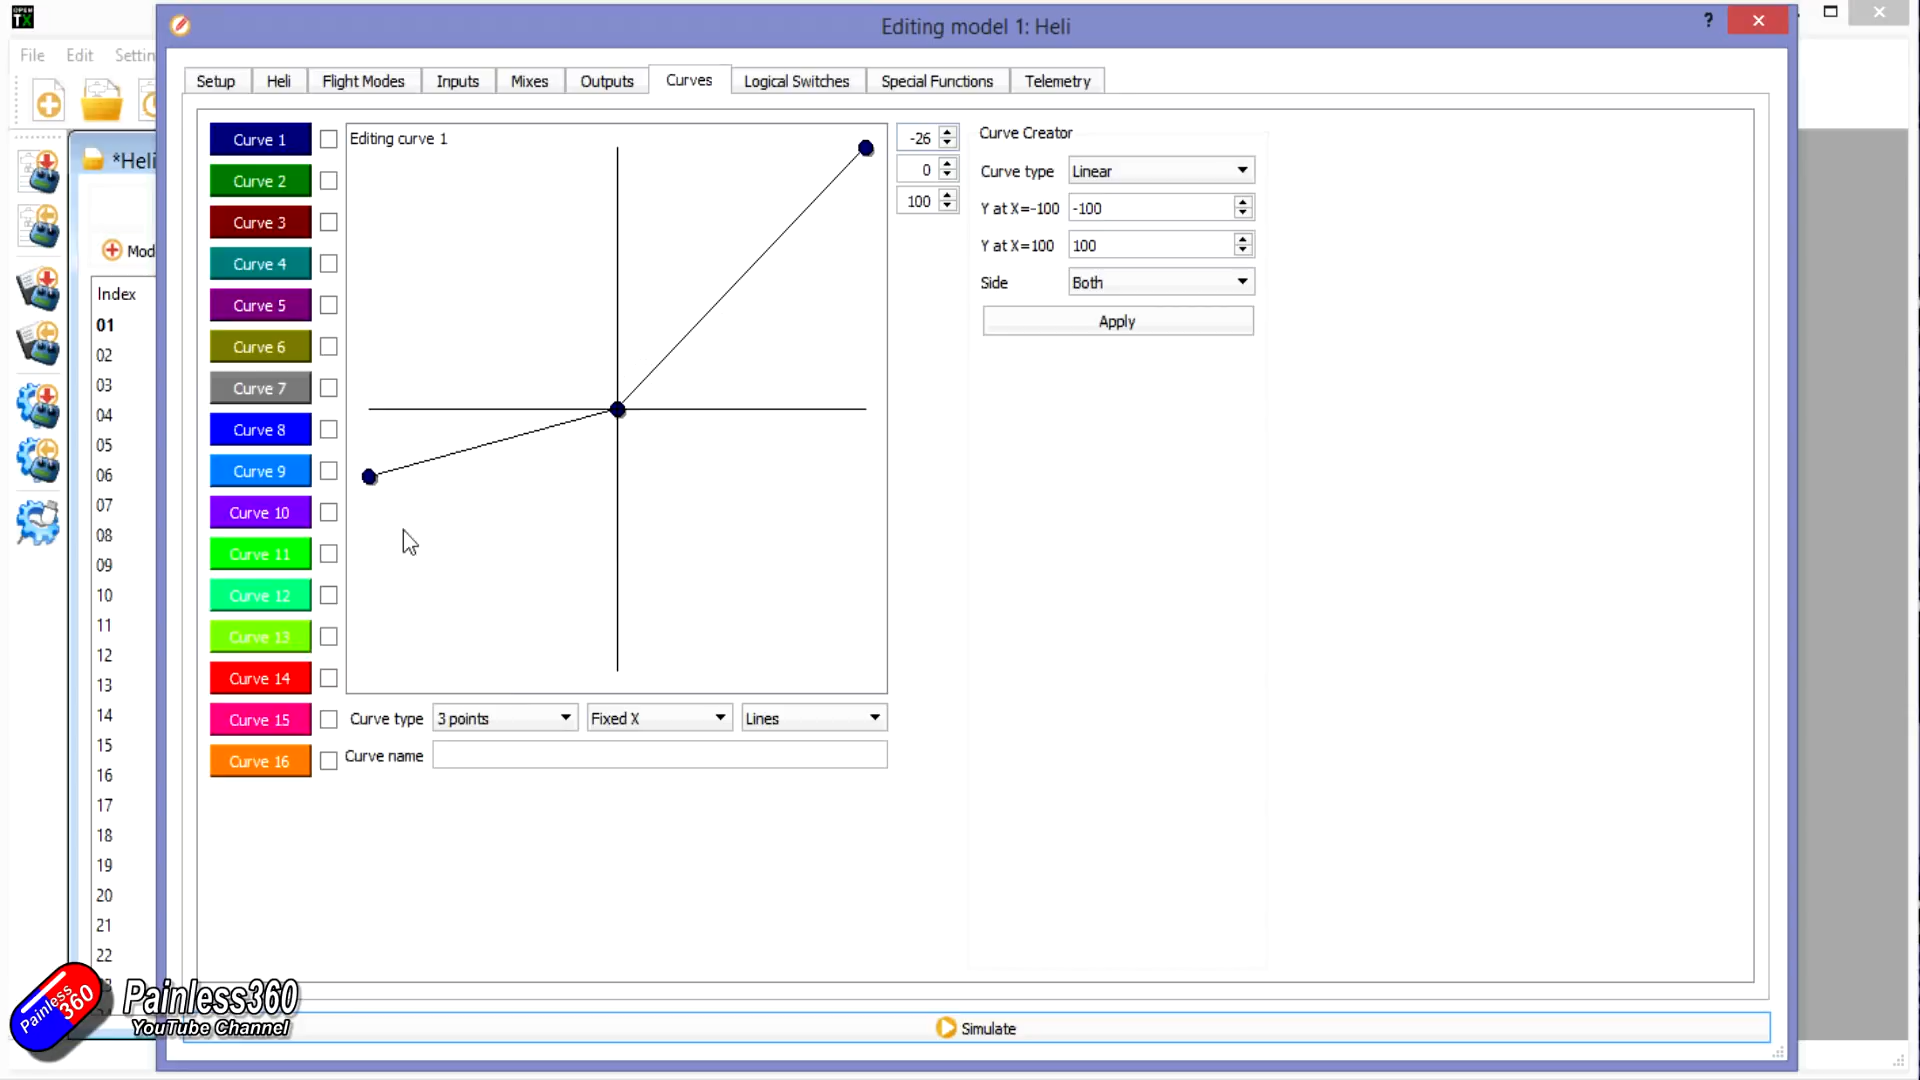 OPEN
TX
Editing model 1: Heli
?
File
Edit
Settin
Setup
Heli
Flight Modes
Inputs
Mixes
Outputs
Curves
Logical Switches
Special Functions
Telemetry
*Heli
Mod
Index
01
02
03
04
05
06
07
08
09
10
11
12
13
14
15
16
17
18
19
20
21
22
Curve 1
Curve 2
Curve 3
Curve 4
Curve 5
Curve 6
Curve 7
Curve 8
Curve 9
Curve 10
Curve 11
Curve 12
Curve 13
Curve 14
Curve 15
Curve 16
Editing curve 1
-26
0
100
Curve Creator
Curve type Linear
Y at X=-100 -100
Y at X=100 100
Side Both
Apply
Curve type 3 points Fixed X Lines
Curve name
Simulate
Painless
360
Painless360
YouTube Channel